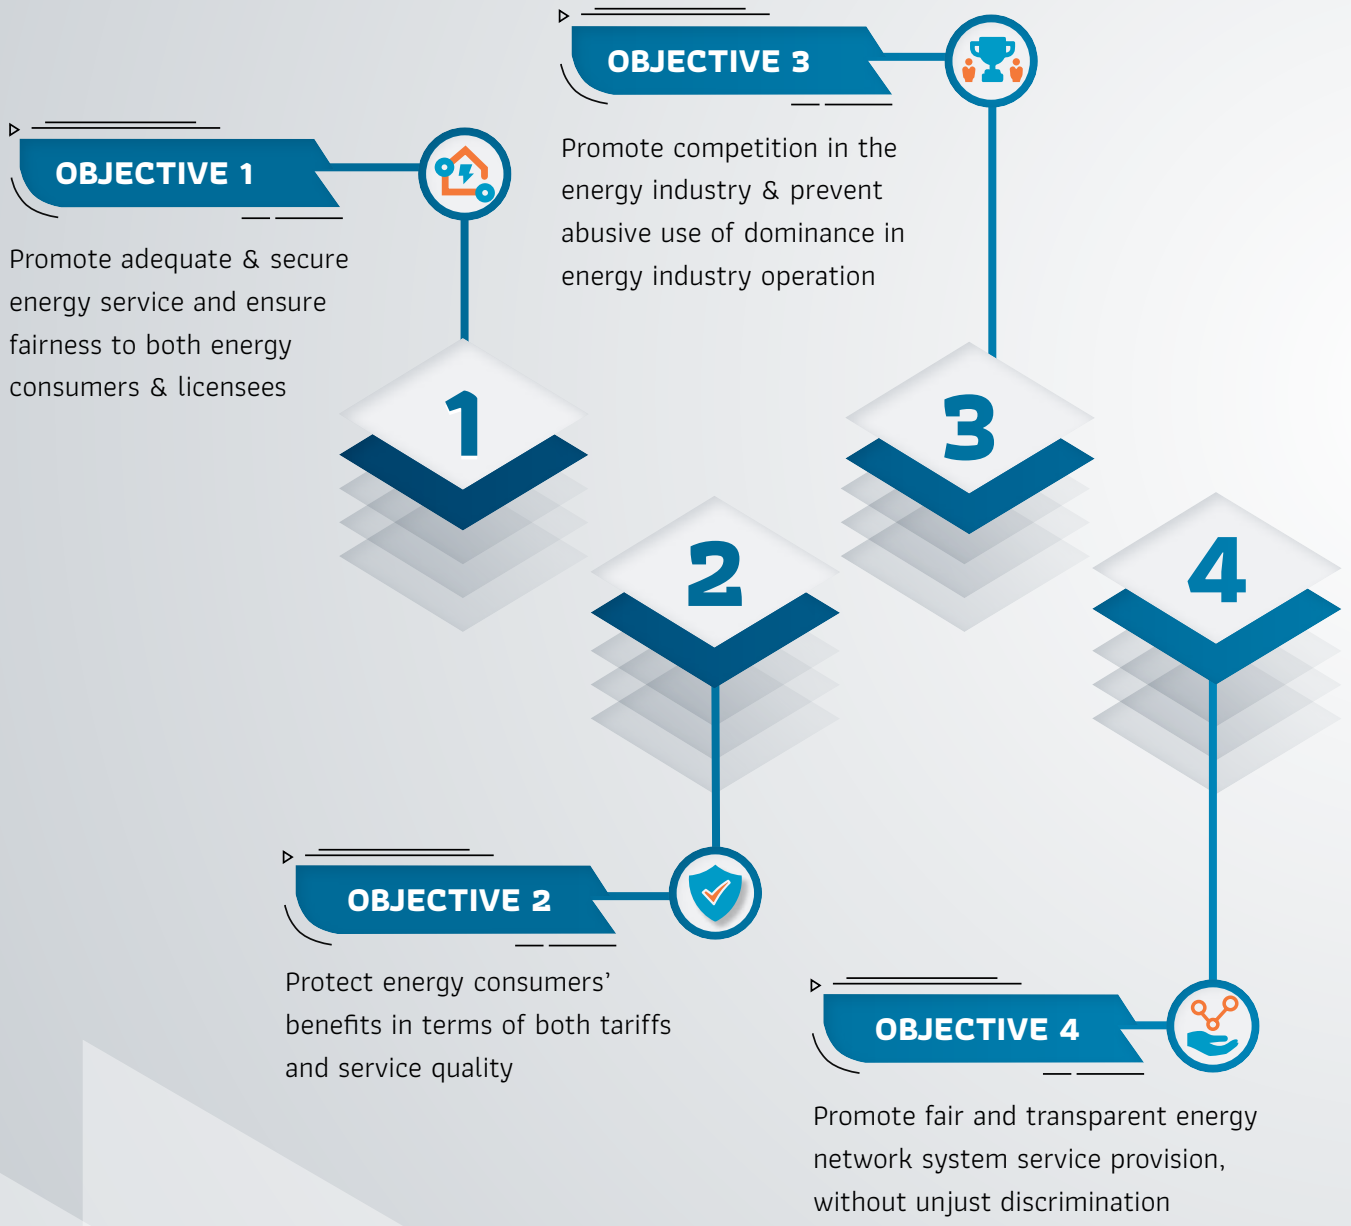 OBJECTIVE 1
Promote adequate & secure
energy service and ensure
fairness to both energy
consumers & licensees
1
OBJECTIVE 2
Protect energy consumers’
benefits in terms of both tariffs
and service quality
2
OBJECTIVE 3
Promote competition in the
energy industry & prevent
abusive use of dominance in
energy industry operation
3
OBJECTIVE 4
Promote fair and transparent energy
network system service provision,
without unjust discrimination
4